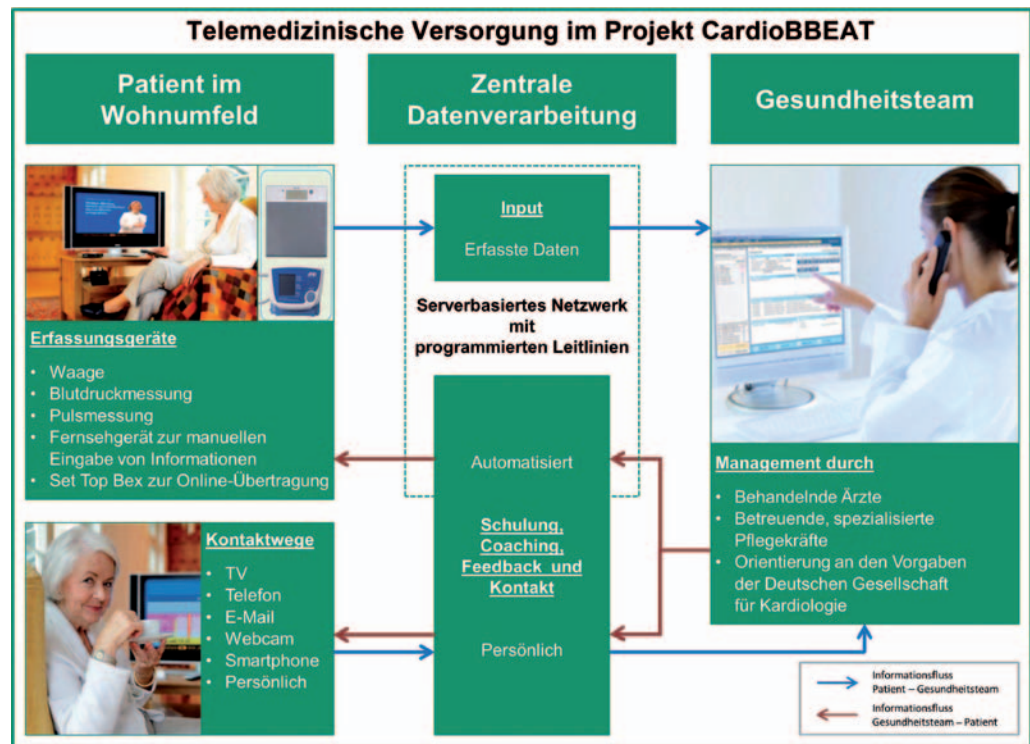 Telemedizinische Versorgung im Projekt CardioBBEAT
Patient im
Wohnumfeld
Zentrale
Datenverarbeitung
Gesundheitsteam
Erfassungsgeräte
• Waage
• Blutdruckmessung
• Pulsmessung
• Fernsehgerät zur manuellen
Eingabe von Informationen
• Set Top Bex zur Online-Übertragung
Kontaktwege
• TV
• Telefon
• E-Mail
• Webcam
• Smartphone
• Persönlich
Input
Erfasste Daten
Serverbasiertes Netzwerk
mit
programmierten Leitlinien
Automatisiert
Schulung,
Coaching,
Feedback und
Kontakt
Persönlich
Management durch
• Behandelnde Ärzte
• Betreuende, spezialisierte
Pflegekräfte
• Orientierung an den Vorgaben
der Deutschen Gesellschaft
für Kardiologie
Informationsfluss
Patient – Gesundheitsteam
Informationsfluss
Gesundheitsteam – Patient